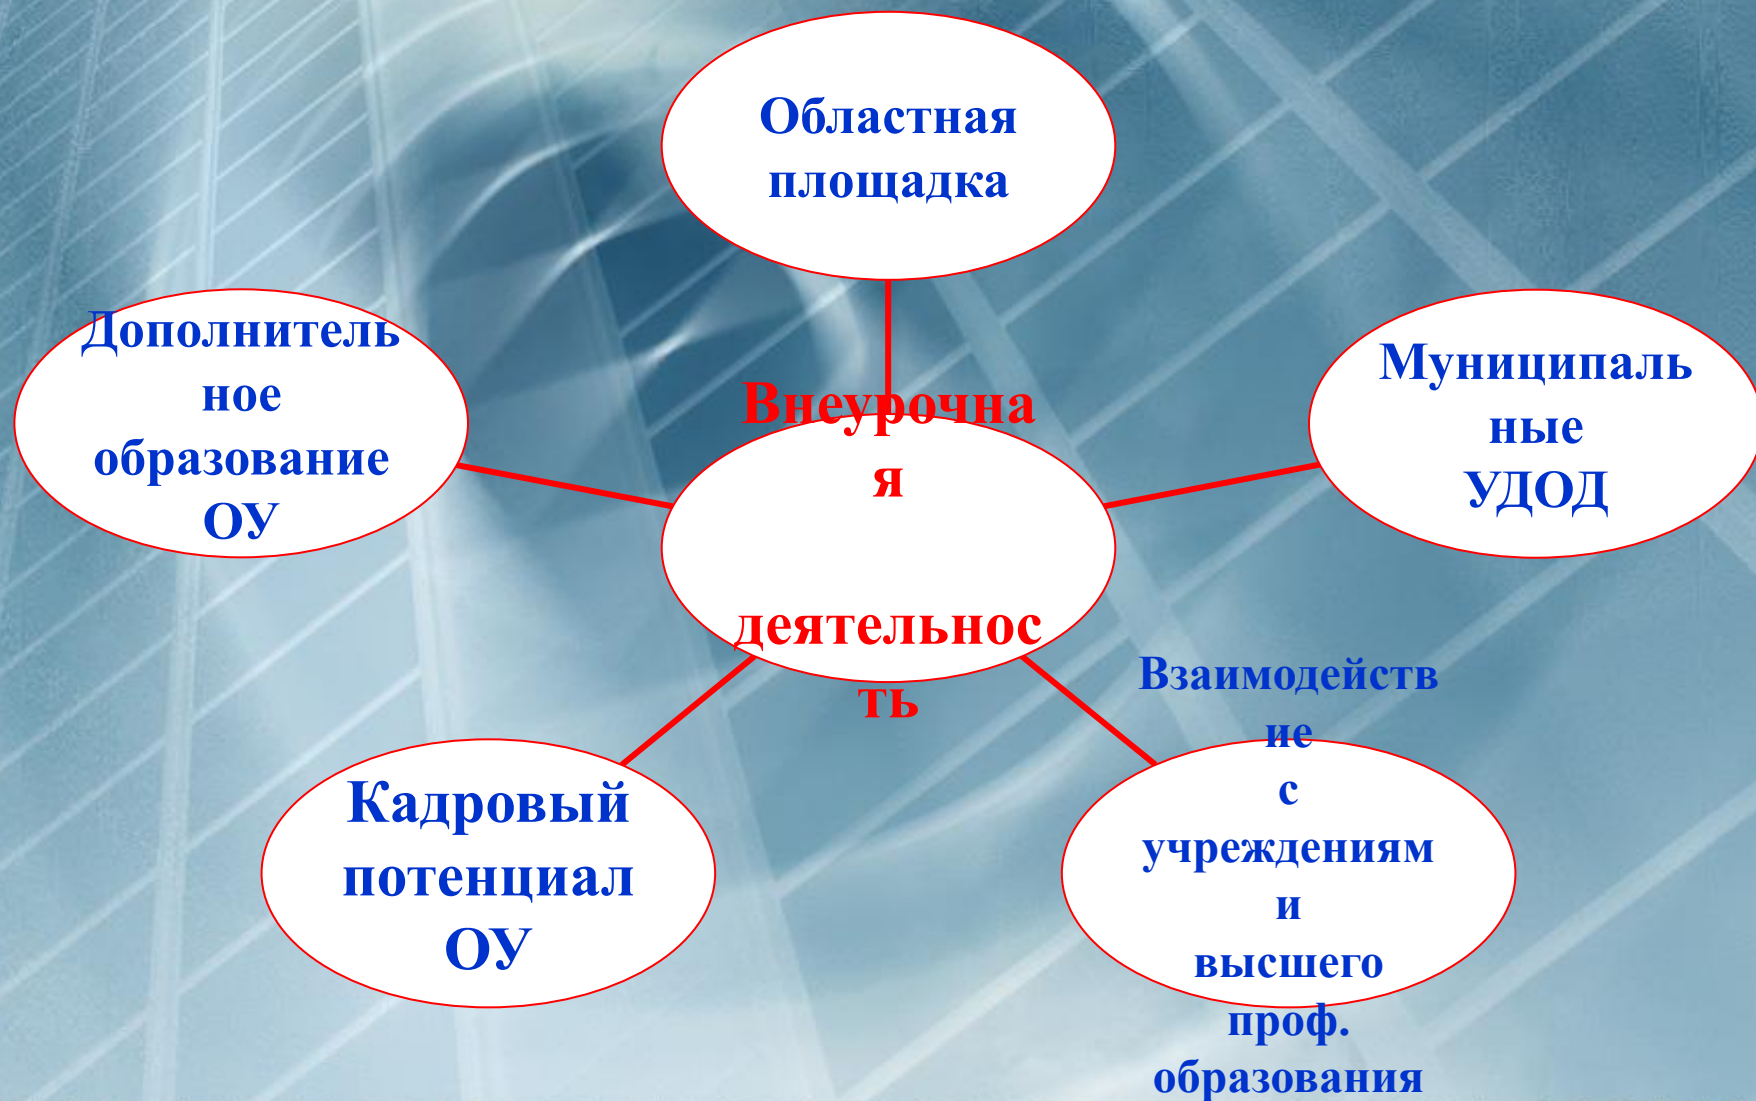 Областная
площадка
Дополнитель
ное
образование
ОУ
Муниципаль
ные
УДОД
Внеурочна
я
деятельнос
ть
Кадровый
потенциал
ОУ
Взаимодейств
ие
с
учреждениям
и
высшего
проф.
образования